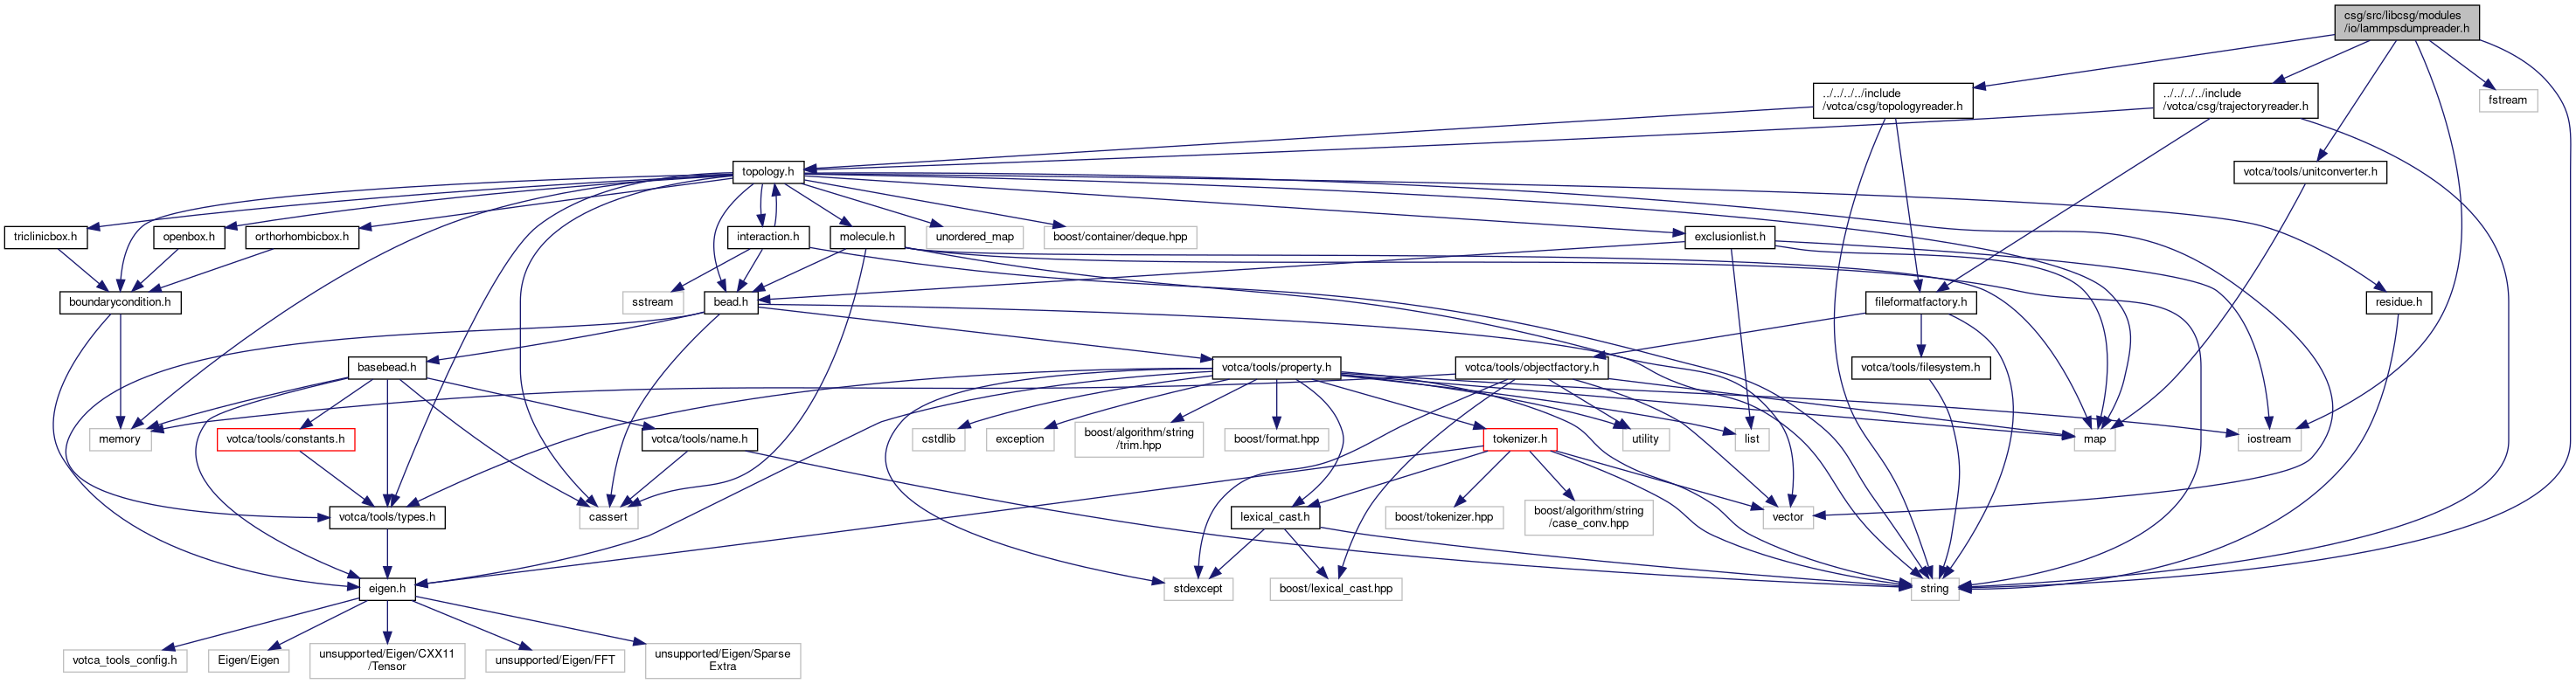 csg/src/libcsg/modules
/io/lammpsdumpreader.h
../../../../include
/votca/csg/topologyreader.h
../../../../include
/votca/csg/trajectoryreader.h
fstream
topology.h
votca/tools/unitconverter.h
triclinicbox.h
openbox.h
orthorhombicbox.h
interaction.h
molecule.h
unordered_map
boost/container/deque.hpp
exclusionlist.h
boundarycondition.h
sstream
bead.h
fileformatfactory.h
residue.h
basebead.h
votca/tools/property.h
votca/tools/objectfactory.h
votca/tools/filesystem.h
memory
votca/tools/constants.h
votca/tools/name.h
cstdlib
exception
boost/algorithm/string
/trim.hpp
boost/format.hpp
tokenizer.h
utility
list
map
iostream
votca/tools/types.h
cassert
lexical_cast.h
boost/tokenizer.hpp
boost/algorithm/string
/case_conv.hpp
vector
eigen.h
stdexcept
boost/lexical_cast.hpp
string
votca_tools_config.h
Eigen/Eigen
unsupported/Eigen/CXX11
/Tensor
unsupported/Eigen/FFT
unsupported/Eigen/Sparse
Extra